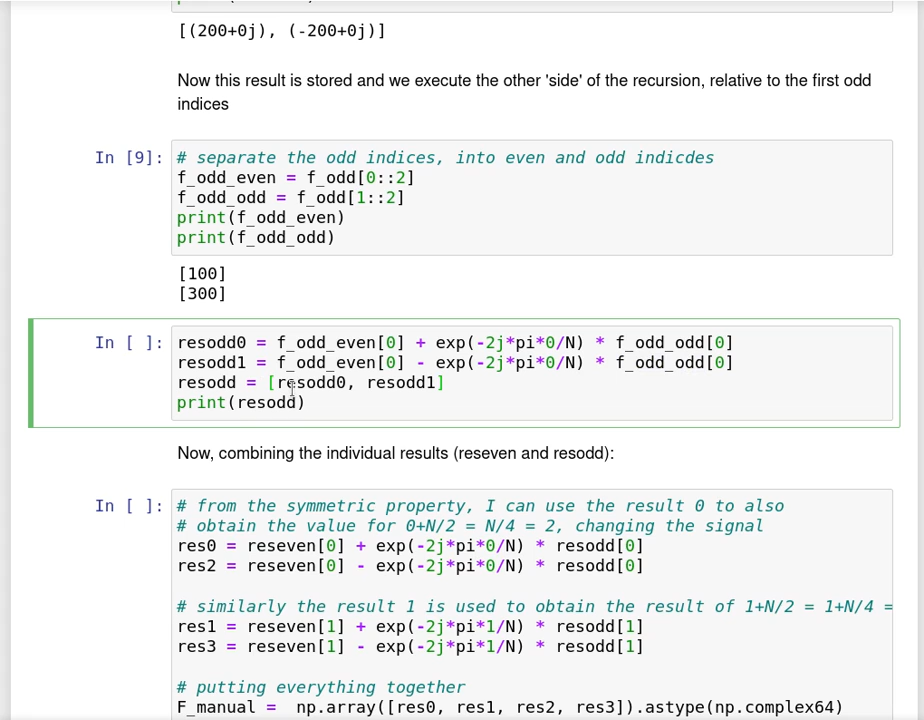 [(200+0j), (-200+0j)]
Now this result is stored and we execute the other 'side' of the recursion, relative to the first odd
indices
In [9]: # separate the odd indices, into even and odd indicdes
f_odd_even = f_odd[0::2]
f_odd_odd = f_odd[1::2]
print(f_odd_even)
print(f_odd_odd)
[100]
[300]
In [ ]: resodd0 = f_odd_even[0] + exp(-2j*pi*0/N) * f_odd_odd[0]
resodd1 = f_odd_even[0] - exp(-2j*pi*0/N) * f_odd_odd[0]
resodd = [resodd0, resodd1]
print(resodd)
Now, combining the individual results (reseven and resodd):
In [ ]: # from the symmetric property, I can use the result 0 to also
# obtain the value for 0+N/2 = N/4 = 2, changing the signal
res0 = reseven[0] + exp(-2j*pi*0/N) * resodd[0]
res2 = reseven[0] - exp(-2j*pi*0/N) * resodd[0]
# similarly the result 1 is used to obtain the result of 1+N/2 = 1+N/4 =
res1 = reseven[1] + exp(-2j*pi*1/N) * resodd[1]
res3 = reseven[1] - exp(-2j*pi*1/N) * resodd[1]
# putting everything together
F_manual =  np.array([res0, res1, res2, res3]).astype(np.complex64)